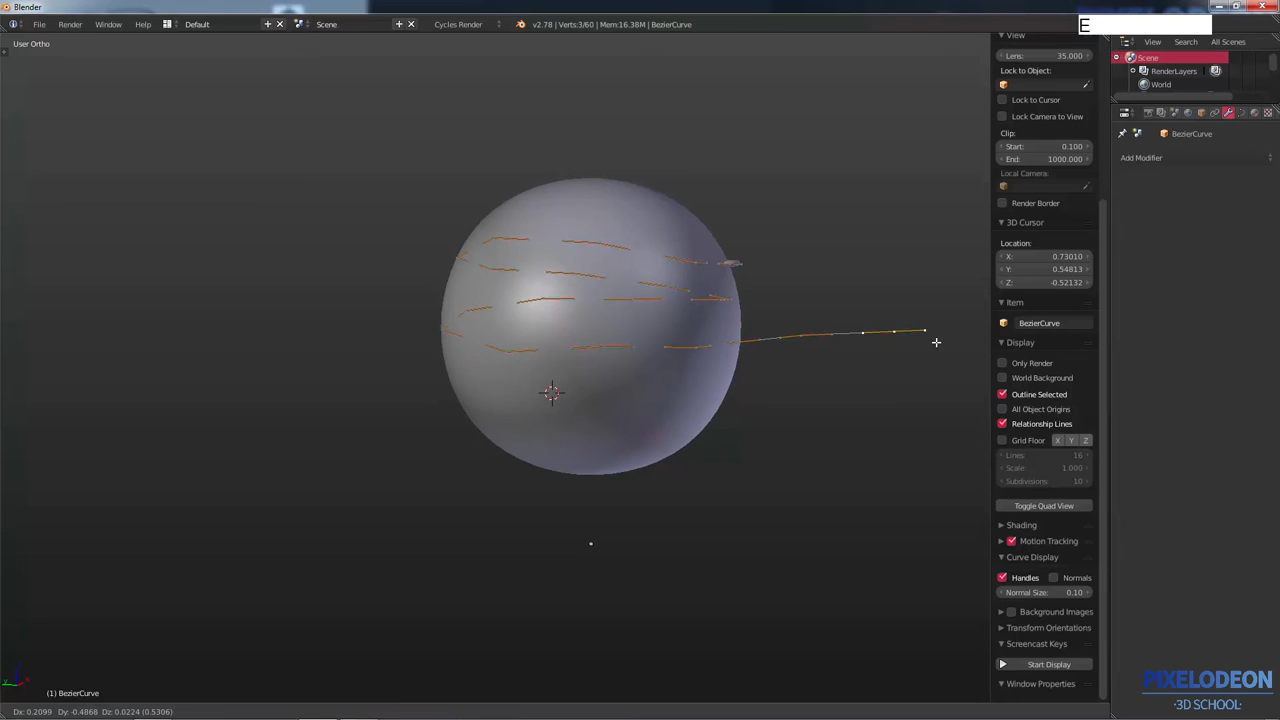 Blender
E
File
Render
Window
Help
Default
Scene
Cycles Render
v2.78 | Verts:3/60 | Mem:16.38M | BezierCurve
View
Search
All Scenes
User Ortho
View
Lens:
35.000
Lock to Object:
Lock to Cursor
Lock Camera to View
Clip:
Start:
0.100
End:
1000.000
Local Camera:
Render Border
3D Cursor
Location:
X:
0.73010
Y:
0.54813
Z:
-0.52132
Item
BezierCurve
Display
Only Render
World Background
Outline Selected
All Object Origins
Relationship Lines
Grid Floor
X
Y
Z
Lines:
16
Scale:
1.000
Subdivisions:
10
Toggle Quad View
Shading
Motion Tracking
Curve Display
Handles
Normals
Normal Size:
0.10
Background Images
Transform Orientations
Screencast Keys
Start Display
Window Properties
Scene
RenderLayers
World
BezierCurve
Add Modifier
(1) BezierCurve
Dx: 0.2099 Dy: -0.4868 Dz: 0.0224 (0.5306)
PIXELODEON
·3D SCHOOL·